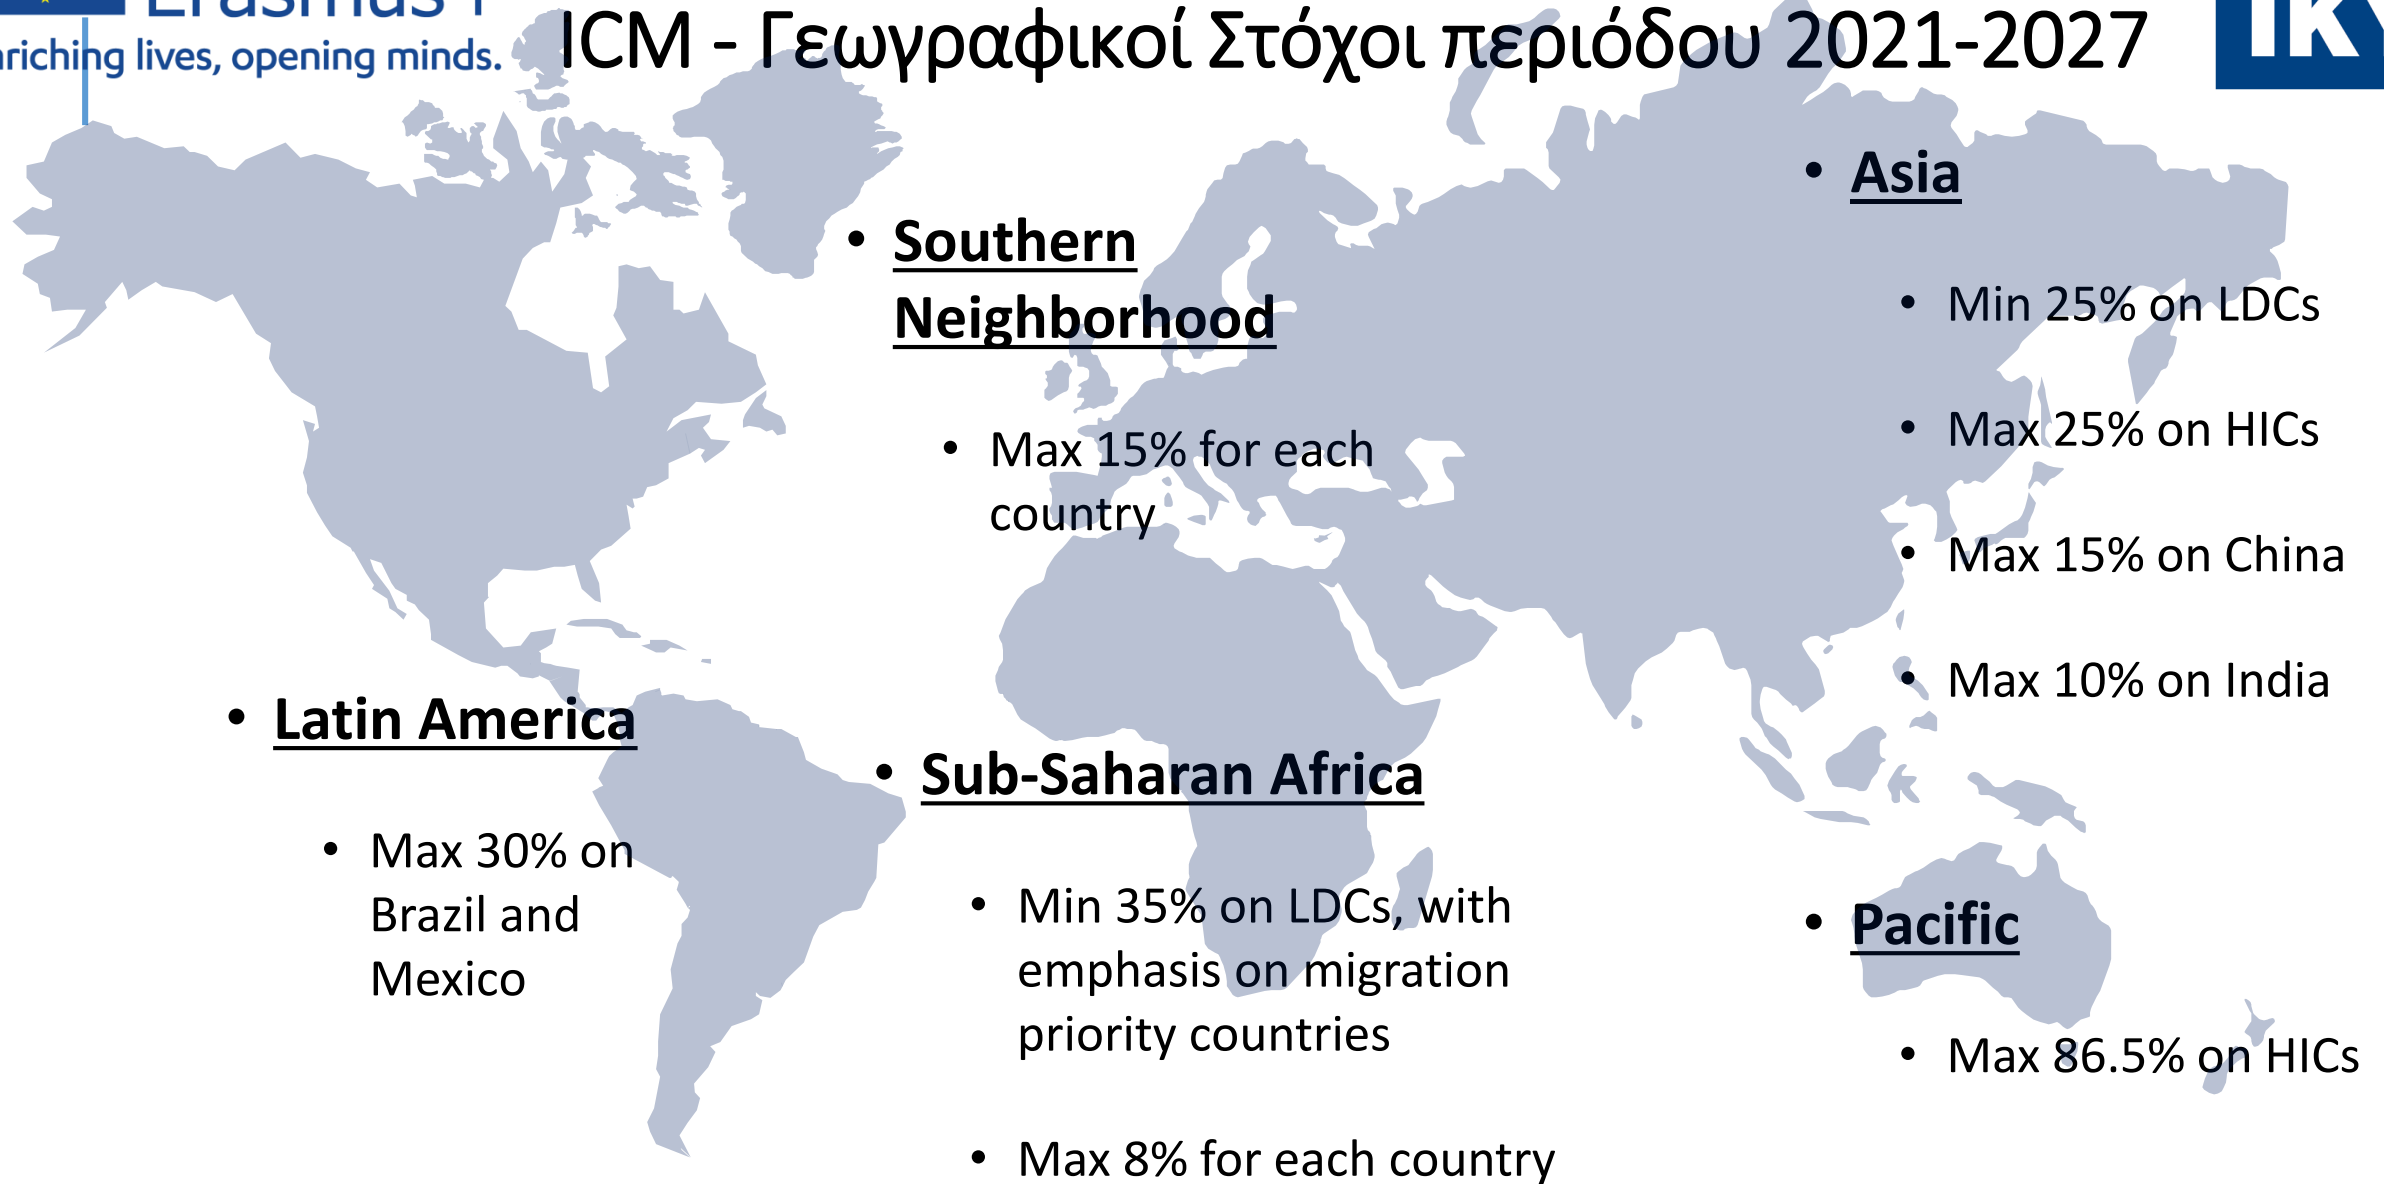 Erasmus+
nriching lives, opening minds.
ICM - Γεωγραφικοί Στόχοι περιόδου 2021-2027
• Southern
Neighborhood
• Max 15% for each
country
• Latin America
• Max 30% on
Brazil and
Mexico
• Sub-Saharan Africa
• Min 35% on LDCs, with
emphasis on migration
priority countries
• Max 8% for each country
• Asia
• Min 25% on LDCs
• Max 25% on HICs
• Max 15% on China
• Max 10% on India
• Pacific
• Max 86.5% on HICs